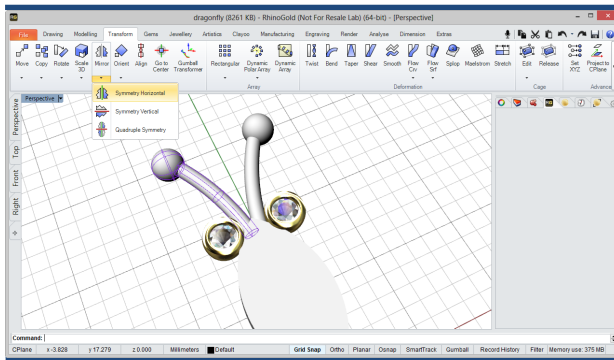 dragonfly (8261 KB) - RhinoGold (Not For Resale Lab) (64-bit) - [Perspective]
File Drawing Modelling Transform Gems Jewellery Artistics Clayoo Manufacturing Engraving Render Analyse Dimension Extras
Move Copy Rotate Scale 3D Mirror Orient Align Go to Center Gumball Transformer Rectangular Dynamic Polar Array Dynamic Array Twist Bend Taper Shear Smooth Flow Crv Flow Srf Splop Maelstrom Stretch Edit Release Set XYZ Project to CPlane
Array Deformation Cage Advanced
Symmetry Horizontal
Symmetry Vertical
Quadruple Symmetry
Perspective
Perspective
Top
Front
Right
Command:
CPlane x -3.828 y 17.279 z 0.000 Millimeters Default Grid Snap Ortho Planar Osnap SmartTrack Gumball Record History Filter Memory use: 375 MB